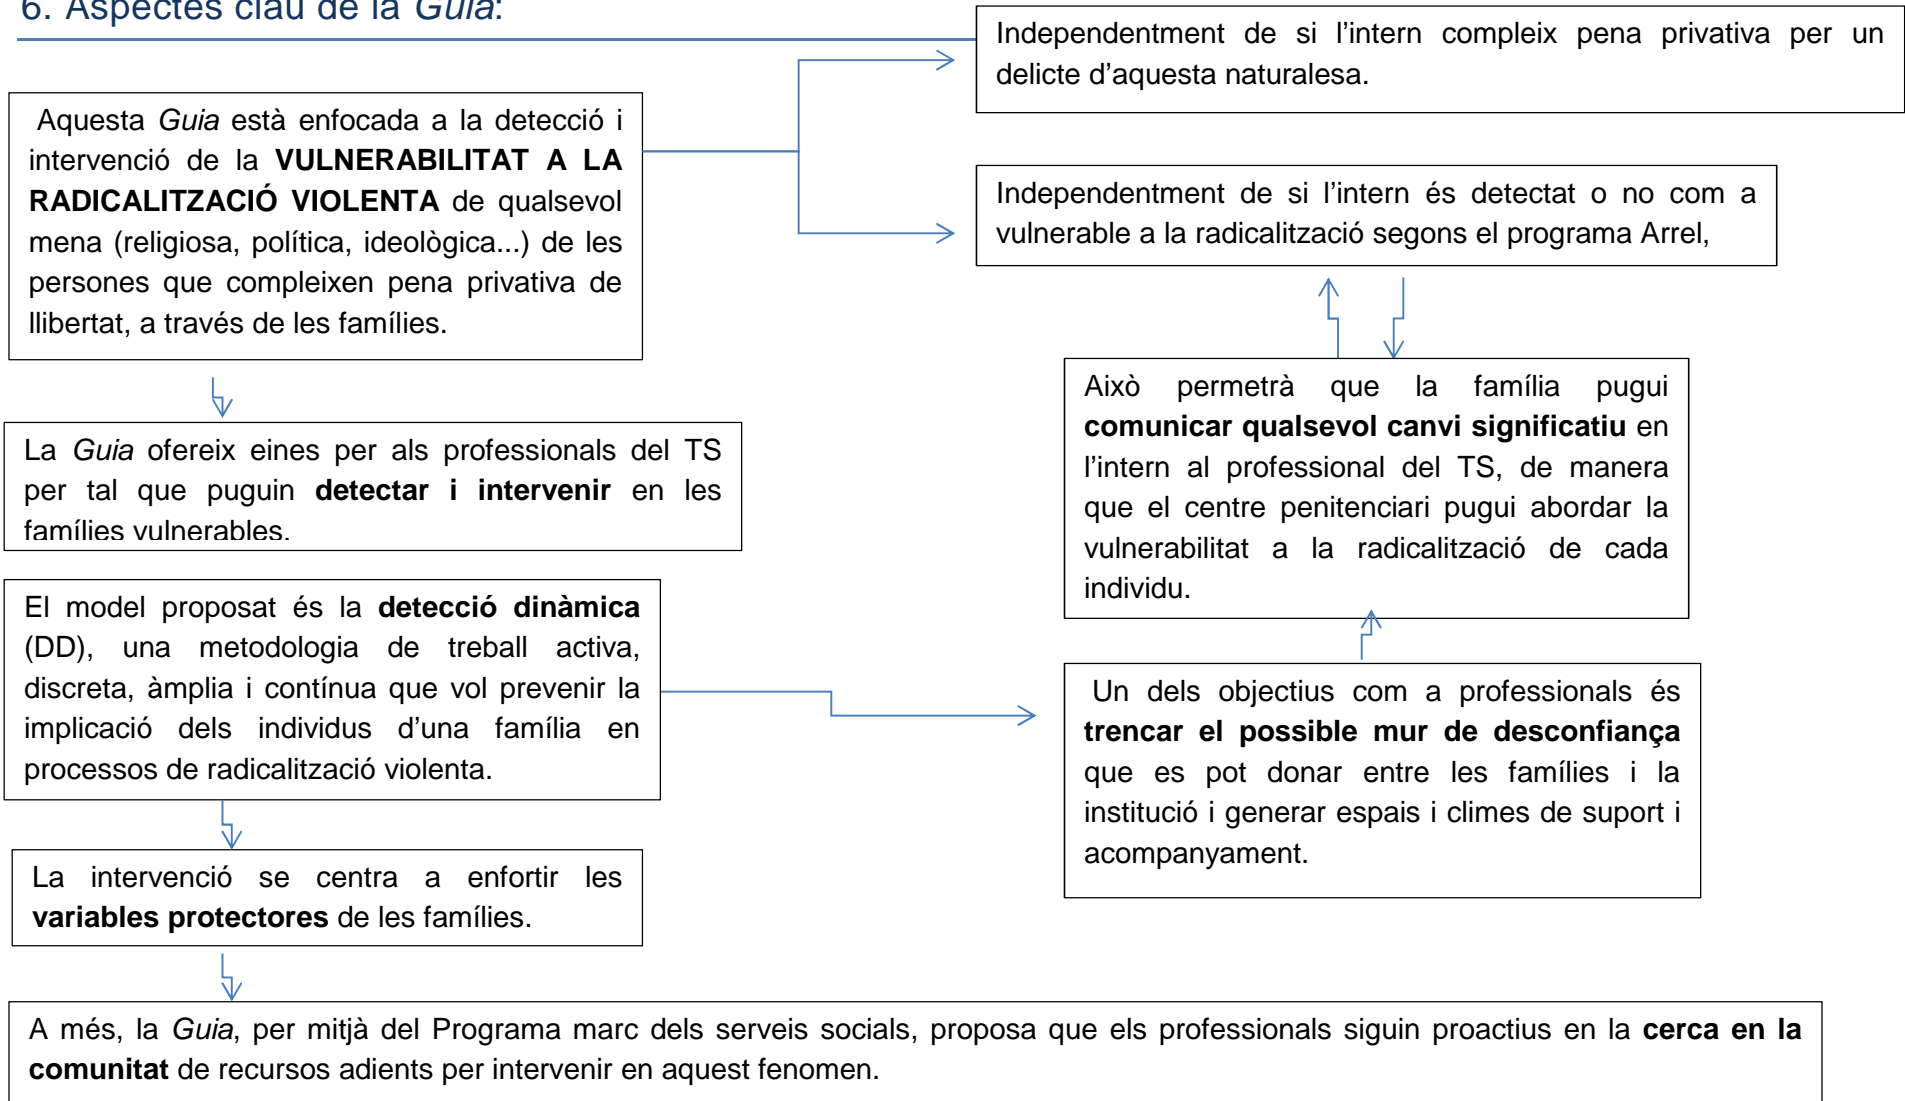 6. Aspectes clau de la Guia:
Independentment de si l’intern compleix pena privativa per un
delicte d’aquesta naturalesa.
Aquesta Guia està enfocada a la detecció i
intervenció de la VULNERABILITAT A LA
RADICALITZACIÓ VIOLENTA de qualsevol
mena (religiosa, política, ideològica...) de les
persones que compleixen pena privativa de
llibertat, a través de les famílies.
Independentment de si l’intern és detectat o no com a
vulnerable a la radicalització segons el programa Arrel,
La Guia ofereix eines per als professionals del TS
per tal que puguin detectar i intervenir en les
famílies vulnerables.
Això permetrà que la família pugui
comunicar qualsevol canvi significatiu en
l’intern al professional del TS, de manera
que el centre penitenciari pugui abordar la
vulnerabilitat a la radicalització de cada
individu.
El model proposat és la detecció dinàmica
(DD), una metodologia de treball activa,
discreta, àmplia i contínua que vol prevenir la
implicació dels individus d’una família en
processos de radicalització violenta.
Un dels objectius com a professionals és
trencar el possible mur de desconfiança
que es pot donar entre les famílies i la
institució i generar espais i climes de suport i
acompanyament.
La intervenció se centra a enfortir les
variables protectores de les famílies.
A més, la Guia, per mitjà del Programa marc dels serveis socials, proposa que els professionals siguin proactius en la cerca en la
comunitat de recursos adients per intervenir en aquest fenomen.